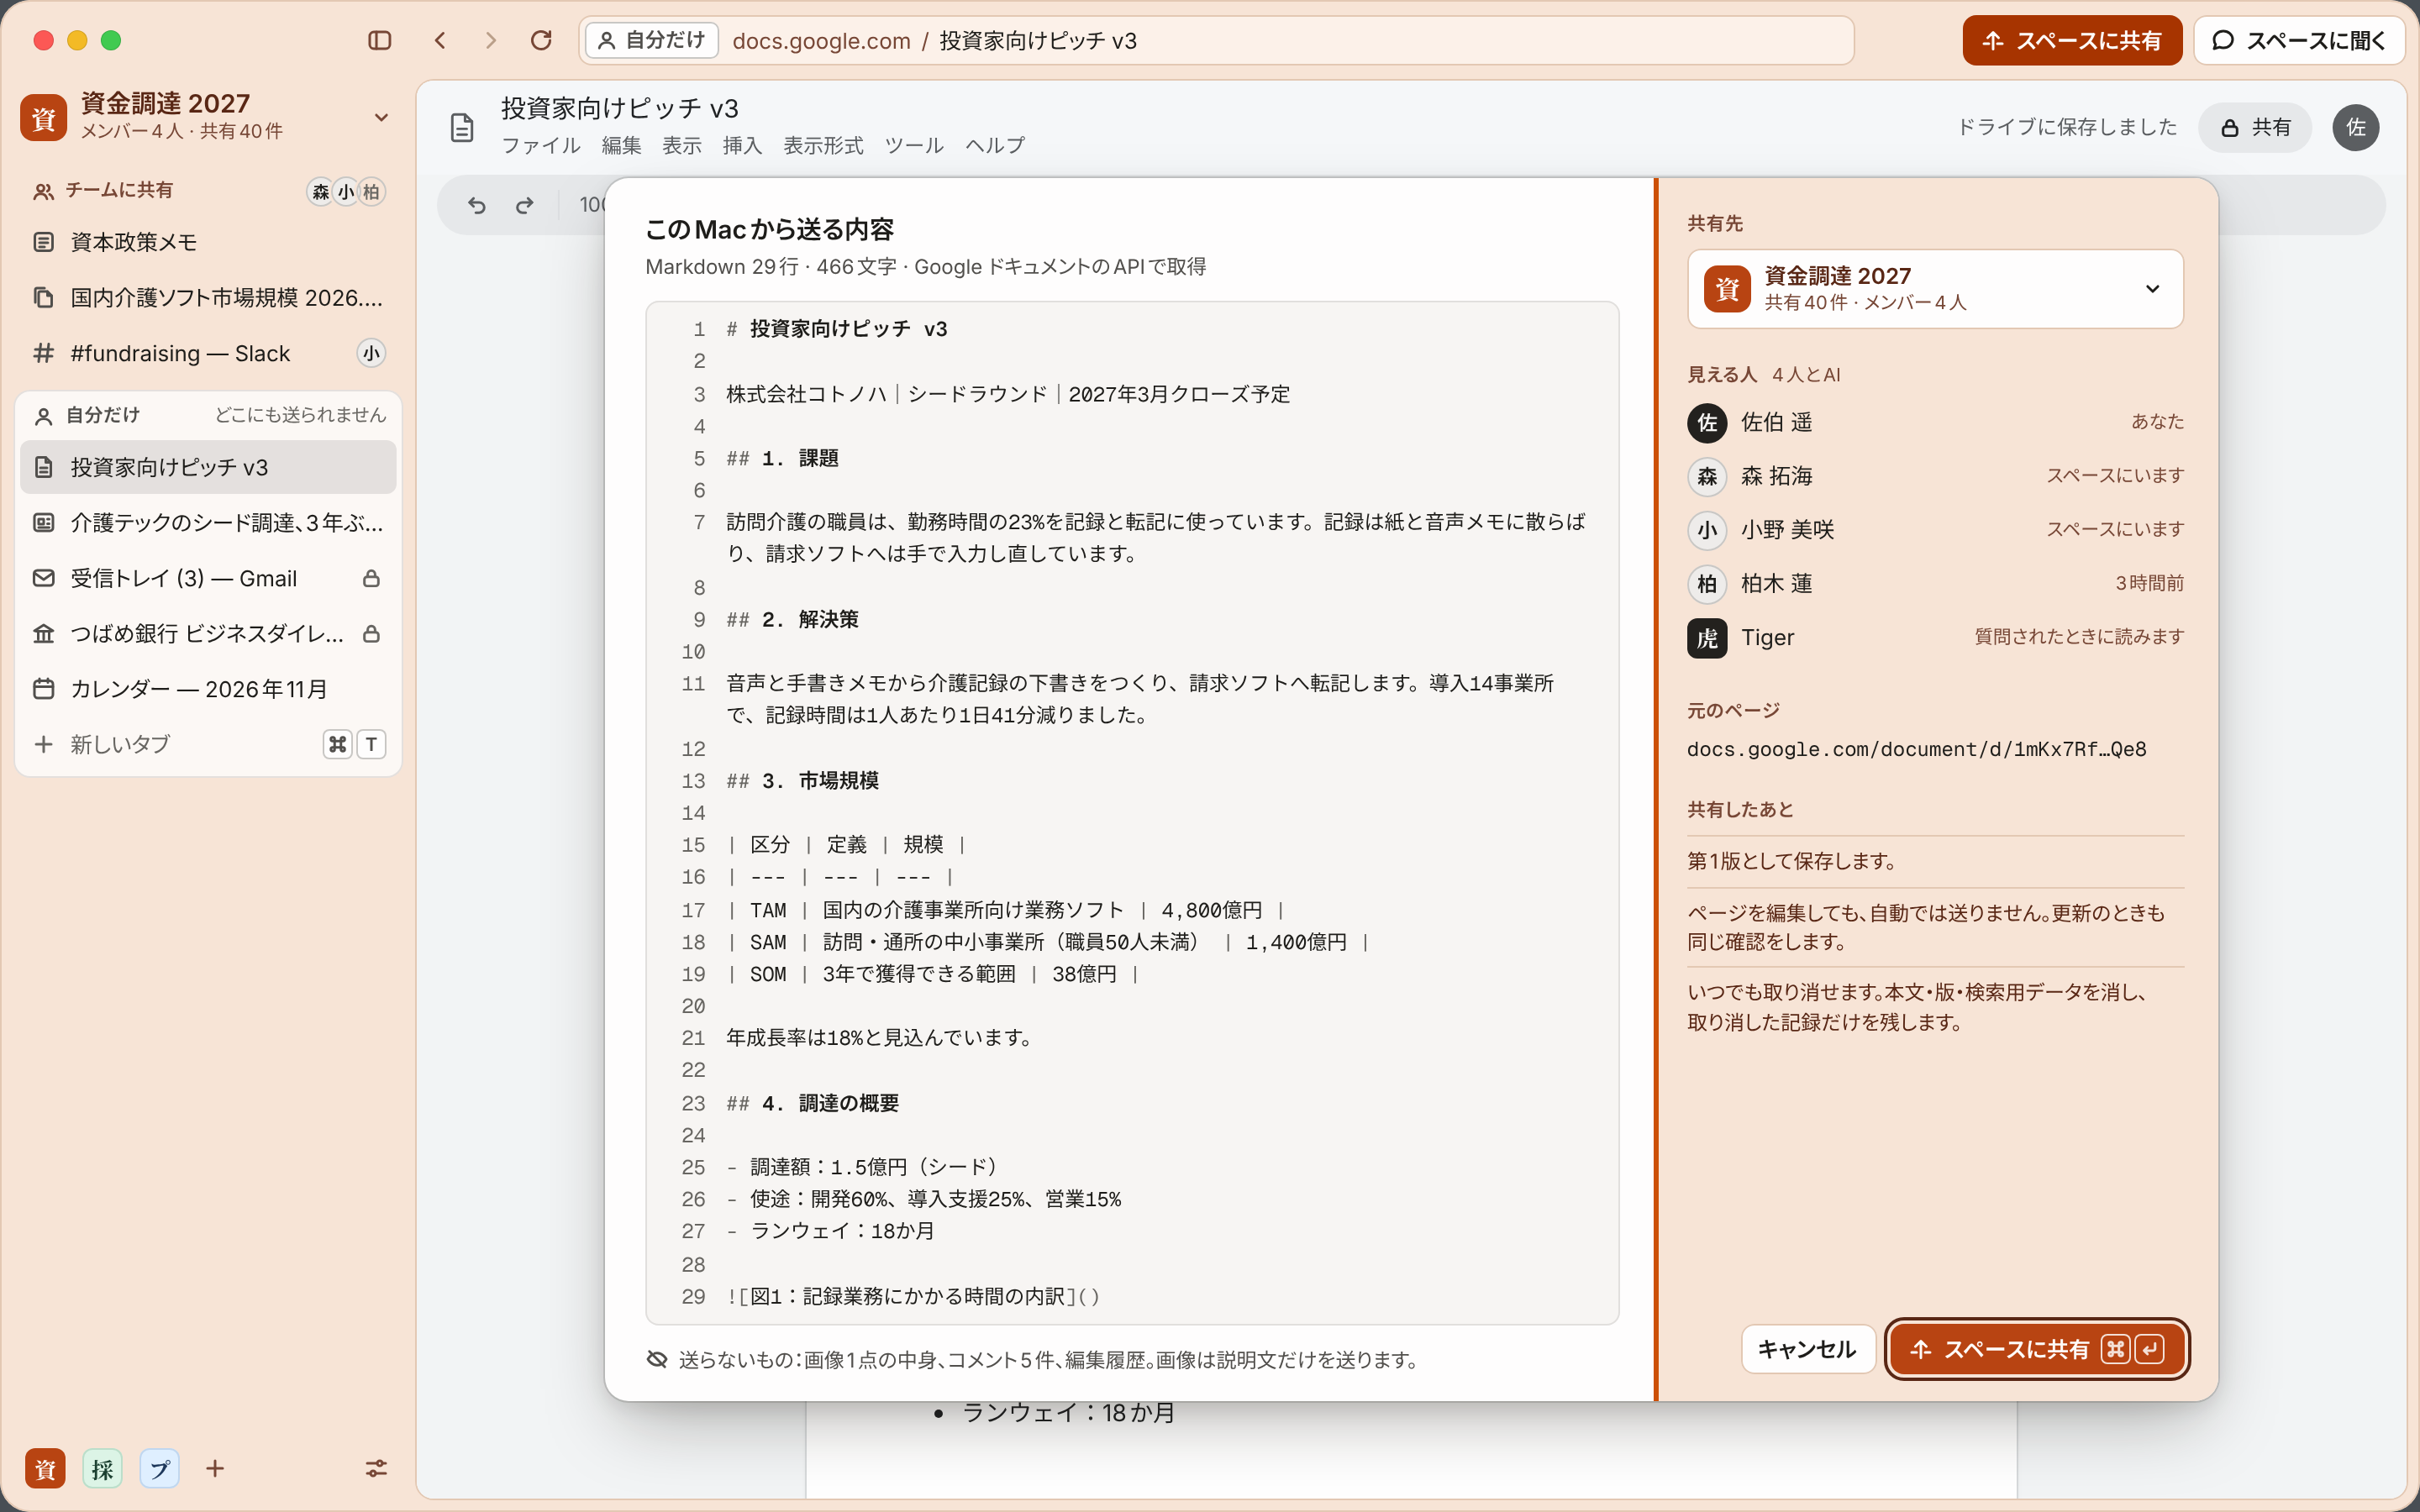 自分だけ docs.google.com / 投資家向けピッチ v3
スペースに共有
スペースに聞く
資 資金調達 2027
メンバー4人 · 共有40件
チームに共有 森 小 柏
資本政策メモ
国内介護ソフト市場規模 2026.…
#fundraising — Slack 小
自分だけ どこにも送られません
投資家向けピッチ v3
介護テックのシード調達、3年ぶ…
受信トレイ (3) — Gmail
つばめ銀行 ビジネスダイレ…
カレンダー — 2026年11月
新しいタブ ⌘ T
資 採 プ
投資家向けピッチ v3
ファイル 編集 表示 挿入 表示形式 ツール ヘルプ
ドライブに保存しました 共有 佐
このMacから送る内容
Markdown 29行 · 466文字 · Google ドキュメントのAPIで取得
1 # 投資家向けピッチ v3
2
3 株式会社コトノハ｜シードラウンド｜2027年3月クローズ予定
4
5 ## 1. 課題
6
7 訪問介護の職員は、勤務時間の23%を記録と転記に使っています。記録は紙と音声メモに散らば
り、請求ソフトへは手で入力し直しています。
8
9 ## 2. 解決策
10
11 音声と手書きメモから介護記録の下書きをつくり、請求ソフトへ転記します。導入14事業所
で、記録時間は1人あたり1日41分減りました。
12
13 ## 3. 市場規模
14
15 | 区分 | 定義 | 規模 |
16 | --- | --- | --- |
17 | TAM | 国内の介護事業所向け業務ソフト | 4,800億円 |
18 | SAM | 訪問・通所の中小事業所（職員50人未満） | 1,400億円 |
19 | SOM | 3年で獲得できる範囲 | 38億円 |
20
21 年成長率は18%と見込んでいます。
22
23 ## 4. 調達の概要
24
25 - 調達額：1.5億円（シード）
26 - 使途：開発60%、導入支援25%、営業15%
27 - ランウェイ：18か月
28
29 ![図1：記録業務にかかる時間の内訳]()
送らないもの：画像1点の中身、コメント5件、編集履歴。画像は説明文だけを送ります。
共有先
資 資金調達 2027
共有40件 · メンバー4人
見える人 4人とAI
佐 佐伯 遥 あなた
森 森 拓海 スペースにいます
小 小野 美咲 スペースにいます
柏 柏木 蓮 3時間前
虎 Tiger 質問されたときに読みます
元のページ
docs.google.com/document/d/1mKx7Rf…Qe8
共有したあと
第1版として保存します。
ページを編集しても、自動では送りません。更新のときも
同じ確認をします。
いつでも取り消せます。本文・版・検索用データを消し、
取り消した記録だけを残します。
キャンセル スペースに共有 ⌘ ↵
• ランウェイ：18か月